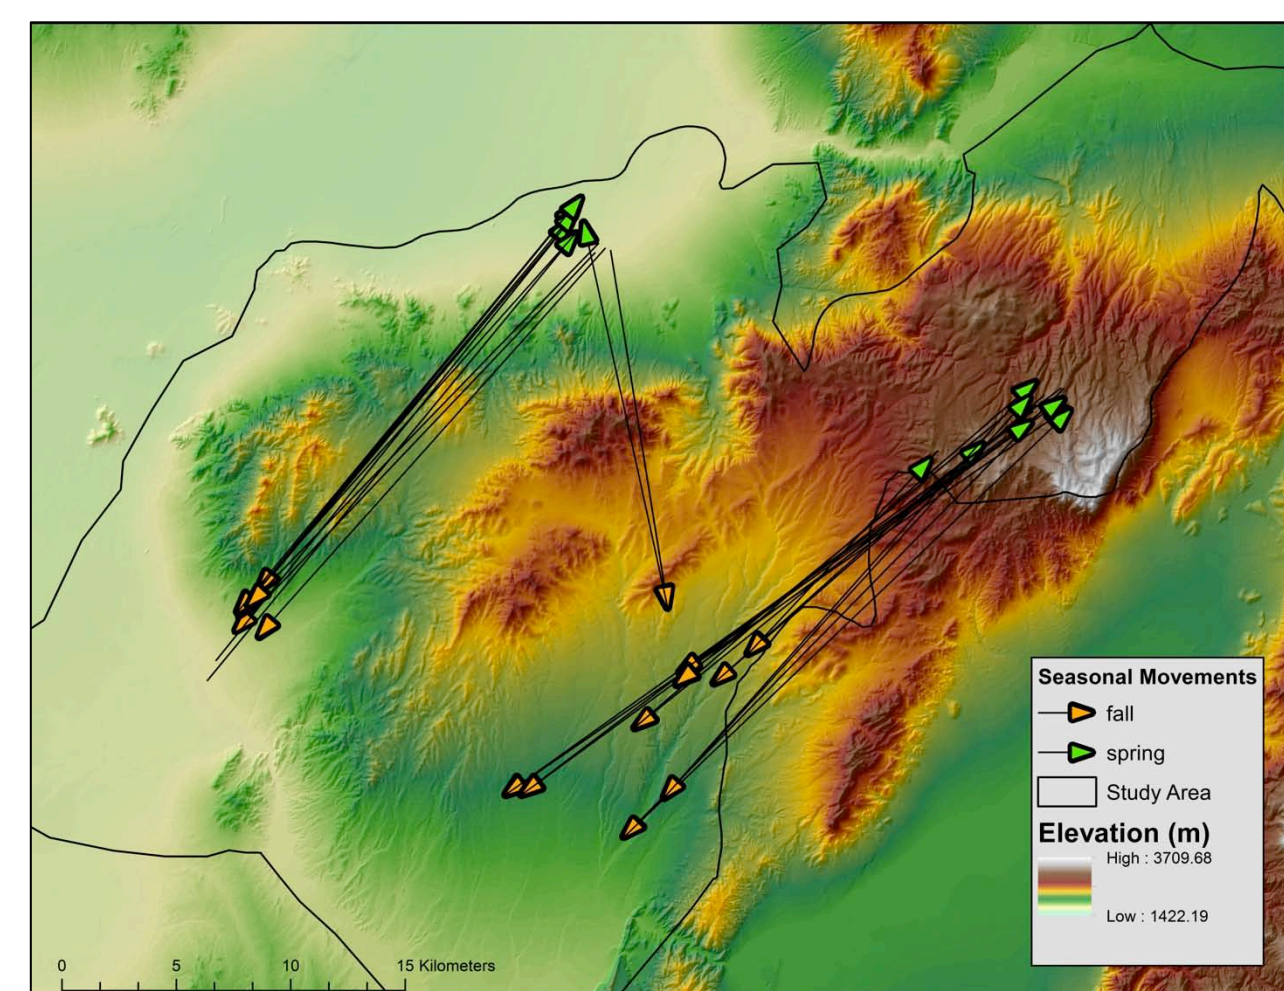 Seasonal Movements
fall
spring
Study Area
Elevation (m)
High : 3709.68
Low : 1422.19
0 5 10 15 Kilometers